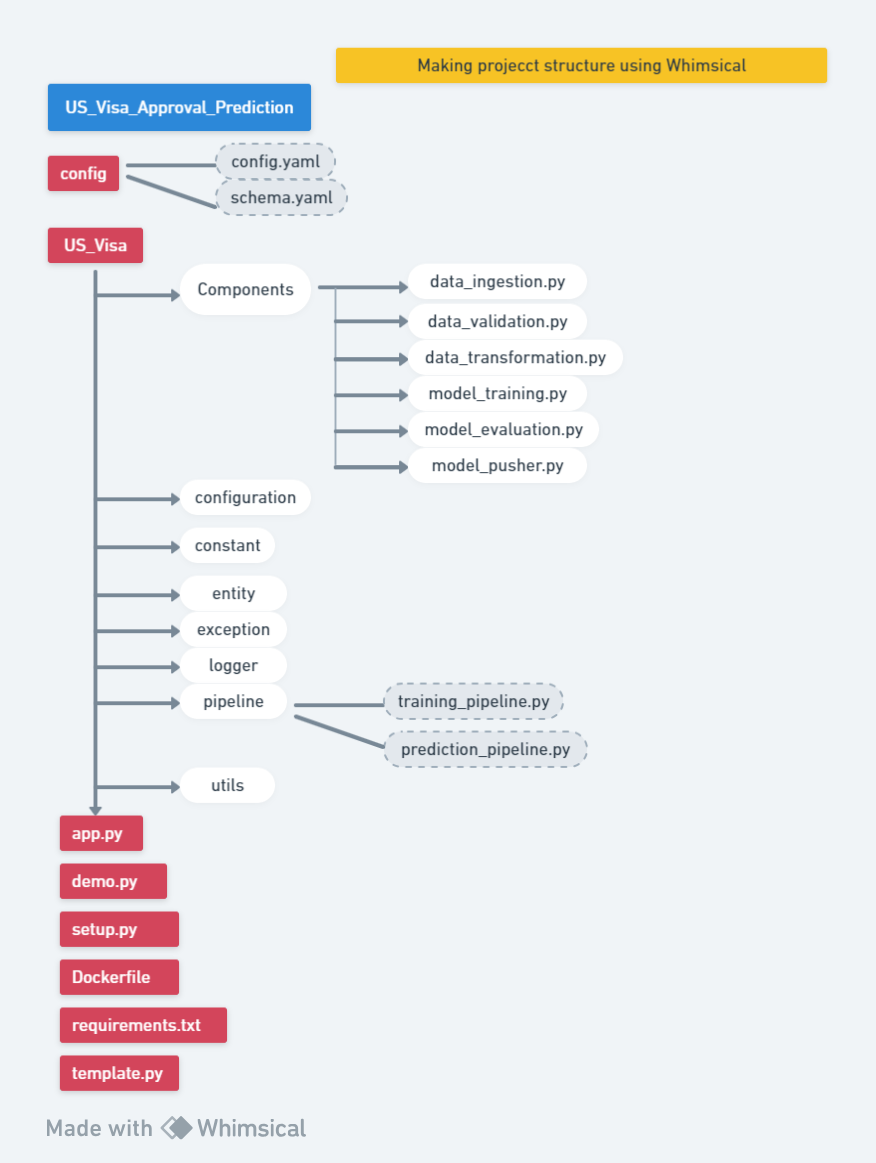 Making projecct structure using Whimsical
US_Visa_Approval_Prediction
config
config.yaml
schema.yaml
US_Visa
Components
data_ingestion.py
data_validation.py
data_transformation.py
model_training.py
model_evaluation.py
model_pusher.py
configuration
constant
entity
exception
logger
pipeline
training_pipeline.py
prediction_pipeline.py
utils
app.py
demo.py
setup.py
Dockerfile
requirements.txt
template.py
Made with Whimsical